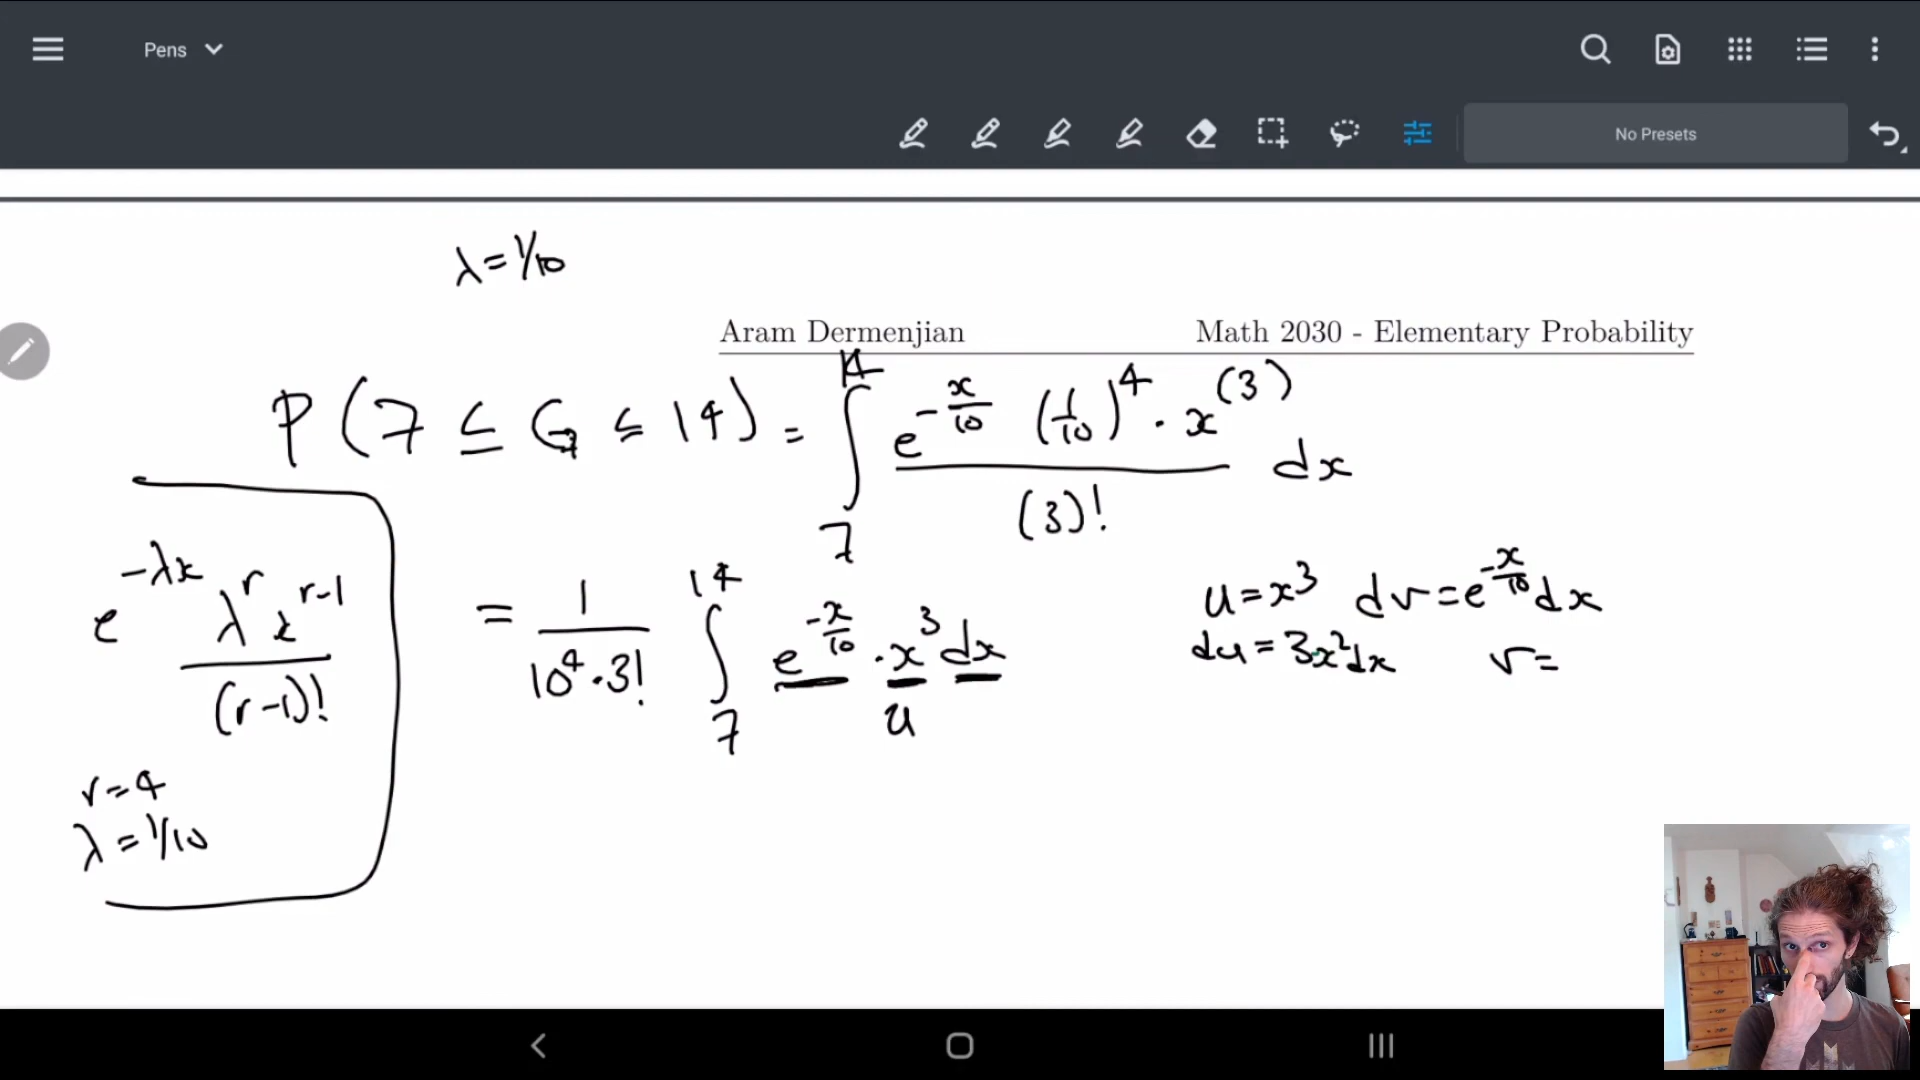 Pens
No Presets
λ=1/10
Aram Dermenjian
Math 2030 - Elementary Probability
P(7 ≤ G ≤ 14) = ∫_7^14 e^{-x/10} (1/10)^4 · x^(3) / (3)! dx
e^{-λx} λ^r x^{r-1} / (r-1)!
r=4
λ=1/10
= 1/(10^4·3!) ∫_7^14 e^{-x/10} · x^3 dx
u
u=x^3 dv=e^{-x/10}dx
du=3x^2dx v=